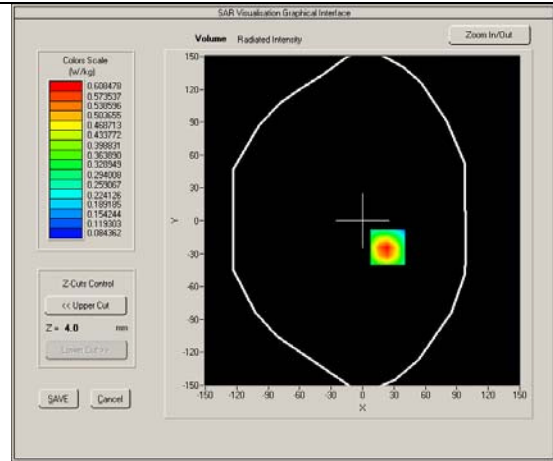 SAR Visualisation Graphical Interface
Volume Radiated Intensity
Zoom In/Out
Colors Scale
(W/kg)
0.608478
0.573537
0.538596
0.503655
0.468713
0.433772
0.398831
0.363890
0.328949
0.294008
0.259067
0.224126
0.189185
0.154244
0.119303
0.084362
Z-Cuts Control
<< Upper Cut
Z = 4.0 mm
Lower Cut >>
SAVE Cancel
150
120
90
60
30
0
-30
-60
-90
-120
-150
Y
-150 -120 -90 -60 -30 0 30 60 90 120 150
X